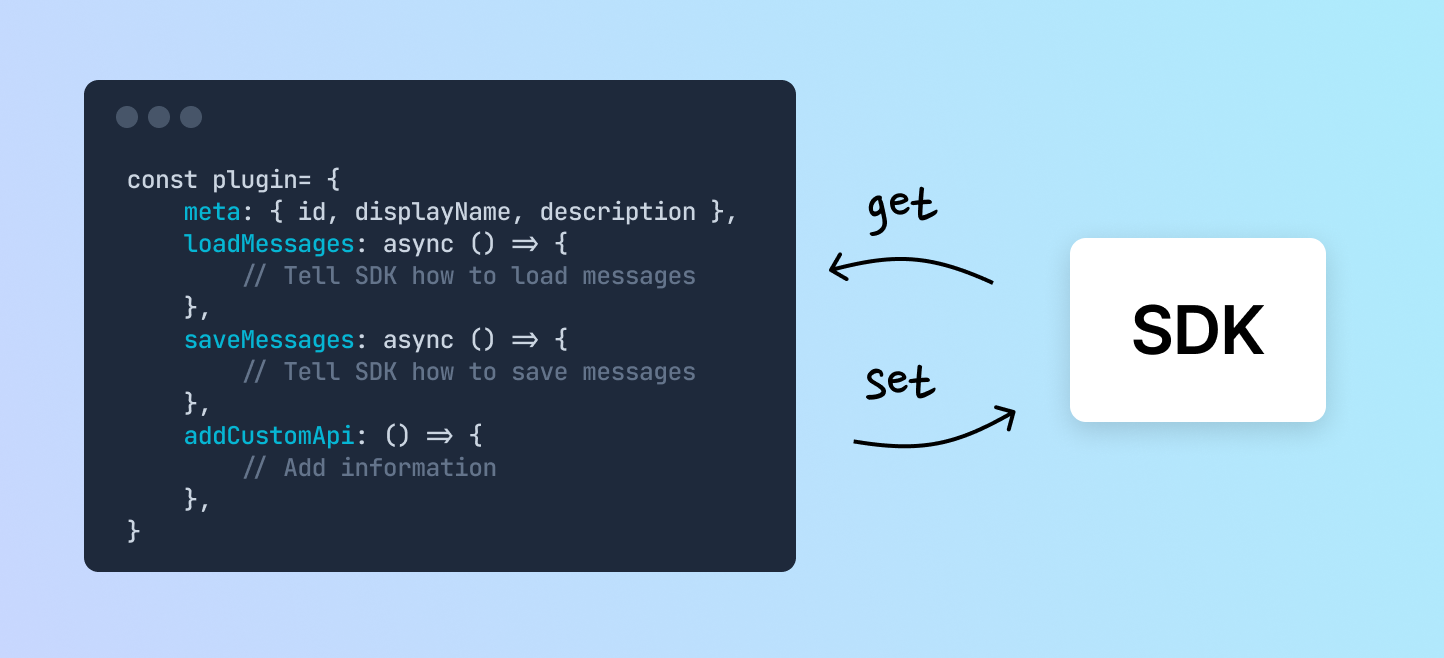 const plugin= {
    meta: { id, displayName, description },
    loadMessages: async () => {
        // Tell SDK how to load messages
    },
    saveMessages: async () => {
        // Tell SDK how to save messages
    },
    addCustomApi: () => {
        // Add information
    },
}
get
set
SDK